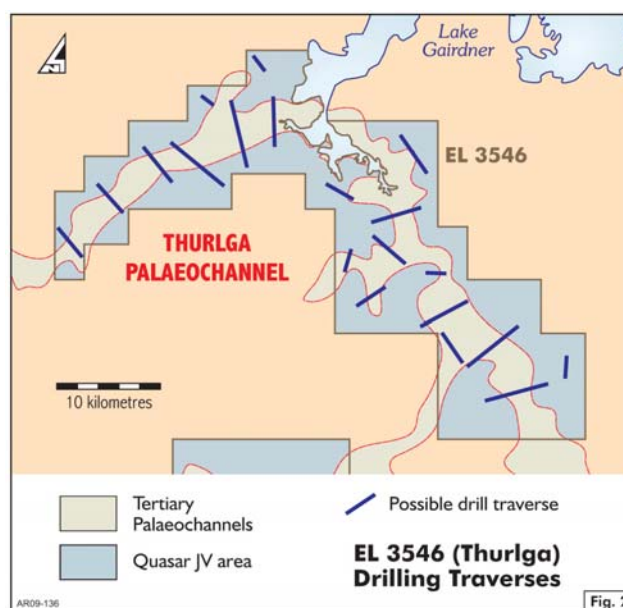 Lake
Gairdner
N
EL 3546
THURLGA
PALAEOCHANNEL
10 kilometres
Tertiary
Palaeochannels
Possible drill traverse
Quasar JV area
EL 3546 (Thurlga)
Drilling Traverses
AR09-136
Fig. 2